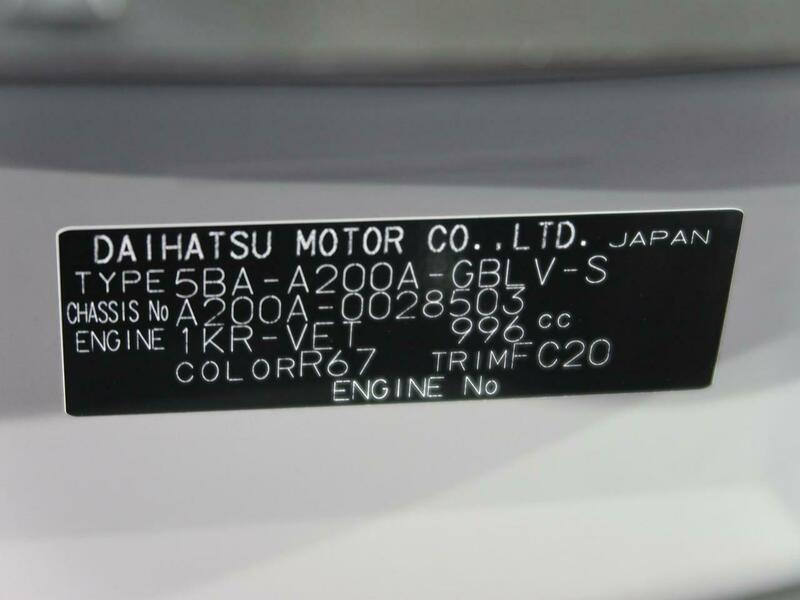 DAIHATSU MOTOR CO.,LTD. JAPAN
TYPE 5BA-A200A-GBLV-S
CHASSIS No A200A-0028503
ENGINE 1KR-VET 996 cc
COLOR R67 TRIM FC20
ENGINE No